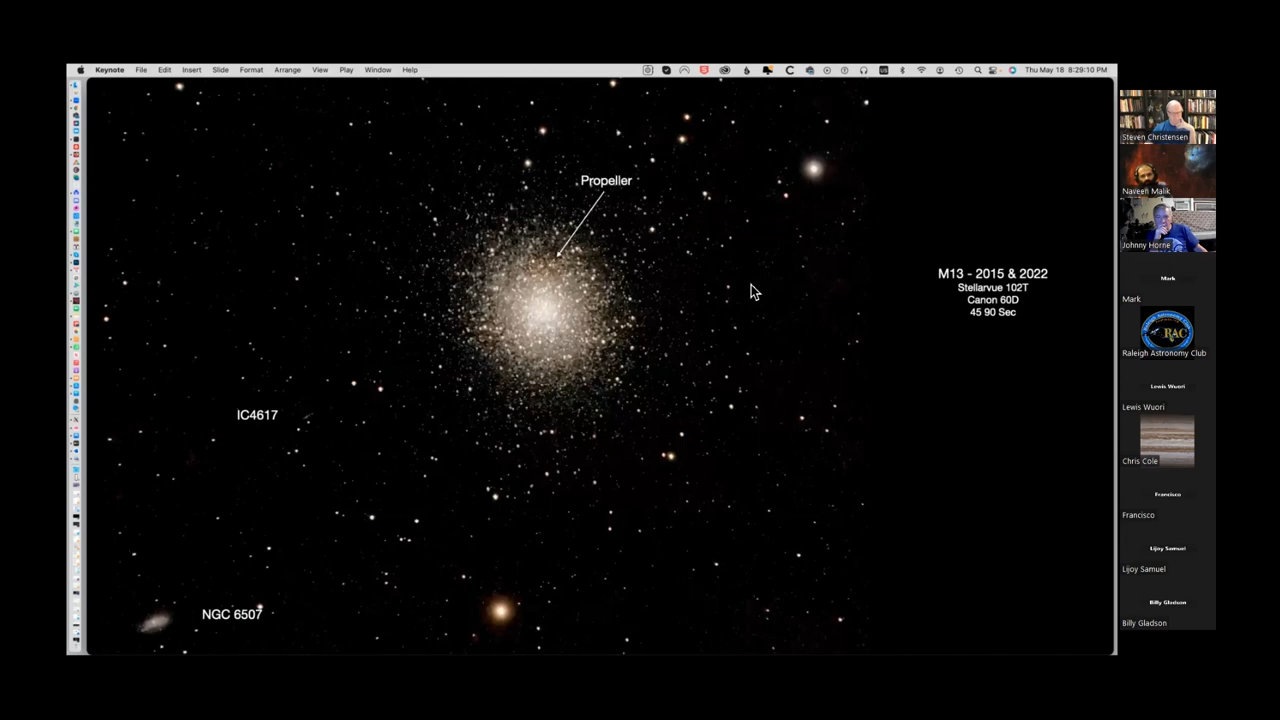 Keynote File Edit Insert Slide Format Arrange View Play Window Help
Thu May 18 8:29:10 PM
Propeller
M13 - 2015 & 2022
Stellarvue 102T
Canon 60D
45 90 Sec
IC4617
NGC 6507
Steven Christensen
Naveen Malik
Johnny Horne
Mark
Mark
RAC
Raleigh Astronomy Club
Lewis Wuori
Lewis Wuori
Chris Cole
Francisco
Francisco
Lijoy Samuel
Lijoy Samuel
Billy Gladson
Billy Gladson